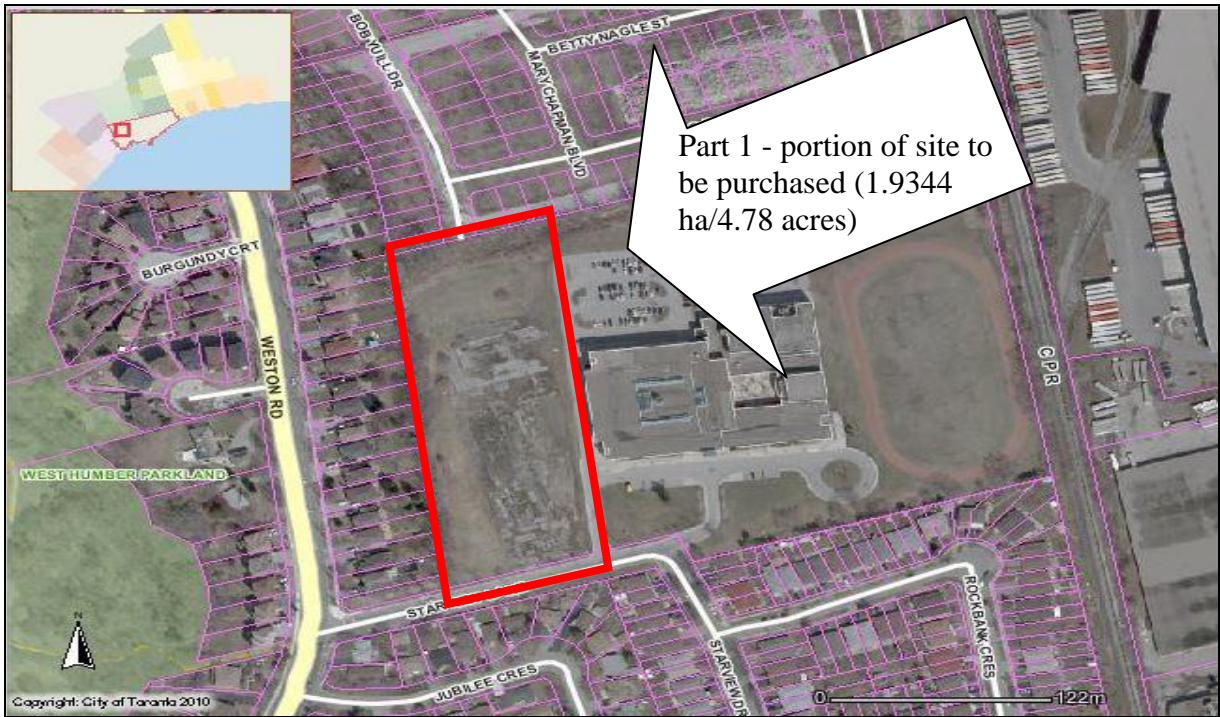 BOB YULL DR
BETTY NAGLE ST
MARY CHAPMAN BLVD
Part 1 - portion of site to
be purchased (1.9344
ha/4.78 acres)
BURGUNDY CRT
WESTON RD
C P R
WEST HUMBER PARKLAND
STAR
STARVIEW DR
ROCKBANK CRES
JUBILEE CRES
N
0 122m
Copyright: City of Toronto 2010